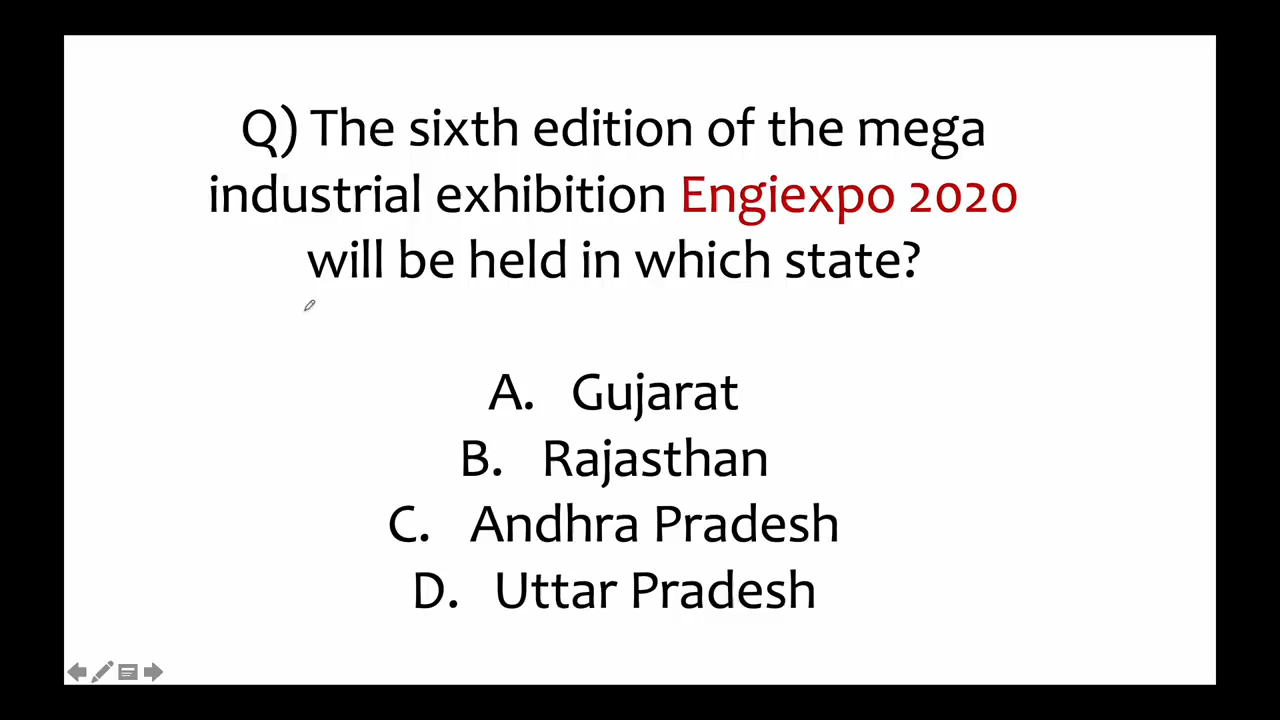 Q) The sixth edition of the mega
industrial exhibition Engiexpo 2020
will be held in which state?
A. Gujarat
B. Rajasthan
C. Andhra Pradesh
D. Uttar Pradesh